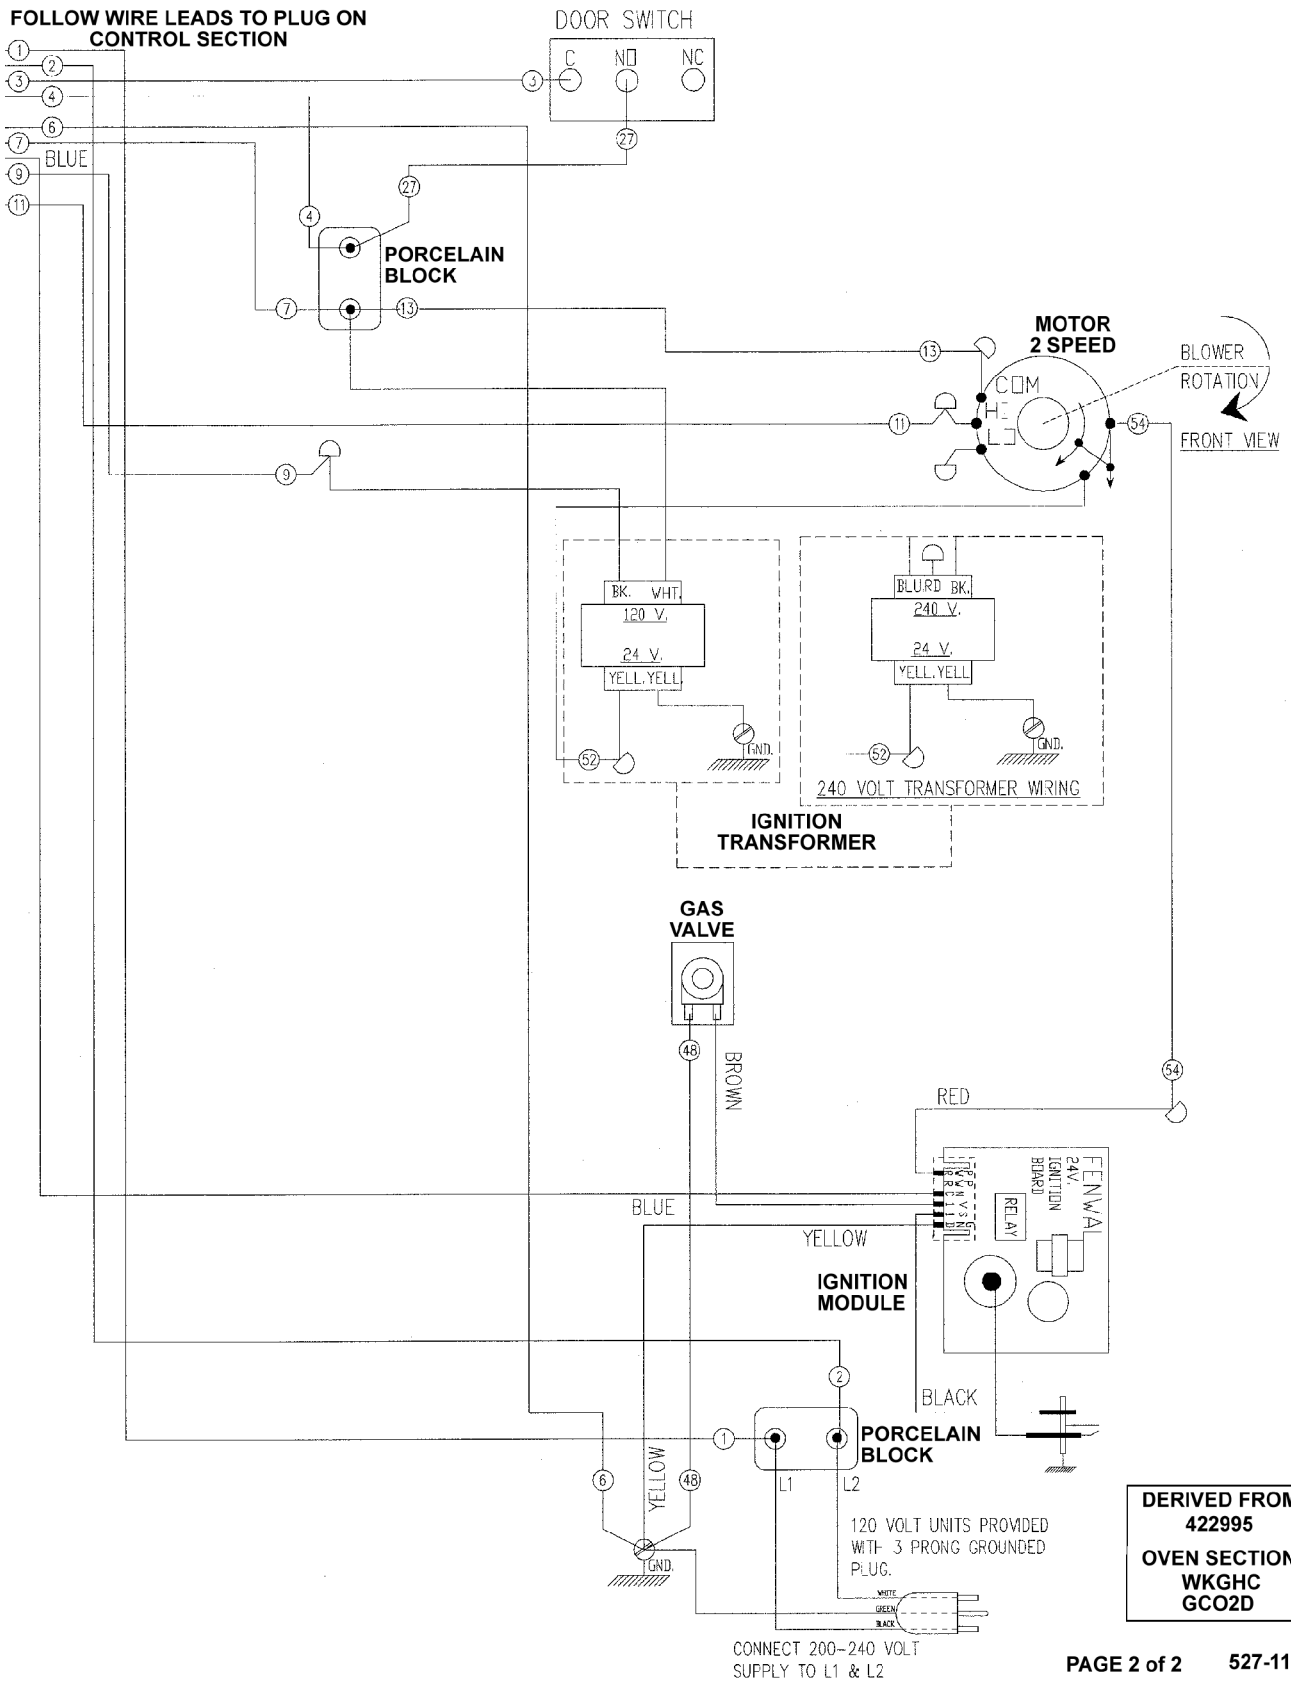 FOLLOW WIRE LEADS TO PLUG ON
CONTROL SECTION
DOOR SWITCH
C NO NC
1
2
3
3
4
6
7
27
BLUE
9
27
11
4
PORCELAIN
BLOCK
7
13
MOTOR
2 SPEED
13
BLOWER
ROTATION
COM
HI
LO
11
54
FRONT VIEW
9
BK. WHT.
120 V.
24 V.
YELL. YELL.
GND.
52
BLU.RD BK.
240 V.
24 V.
YELL. YELL
GND.
52
240 VOLT TRANSFORMER WIRING
IGNITION
TRANSFORMER
GAS
VALVE
48
BROWN
54
RED
FENWAL
24V.
IGNITION
BOARD
RELAY
BLUE
YELLOW
IGNITION
MODULE
2
BLACK
1
PORCELAIN
BLOCK
YELLOW
6
48
L1 L2
120 VOLT UNITS PROVIDED
WITH 3 PRONG GROUNDED
PLUG.
GND.
WHITE
GREEN
BLACK
CONNECT 200-240 VOLT
SUPPLY TO L1 & L2
DERIVED FROM
422995
OVEN SECTION
WKGHC
GCO2D
PAGE 2 of 2 527-11